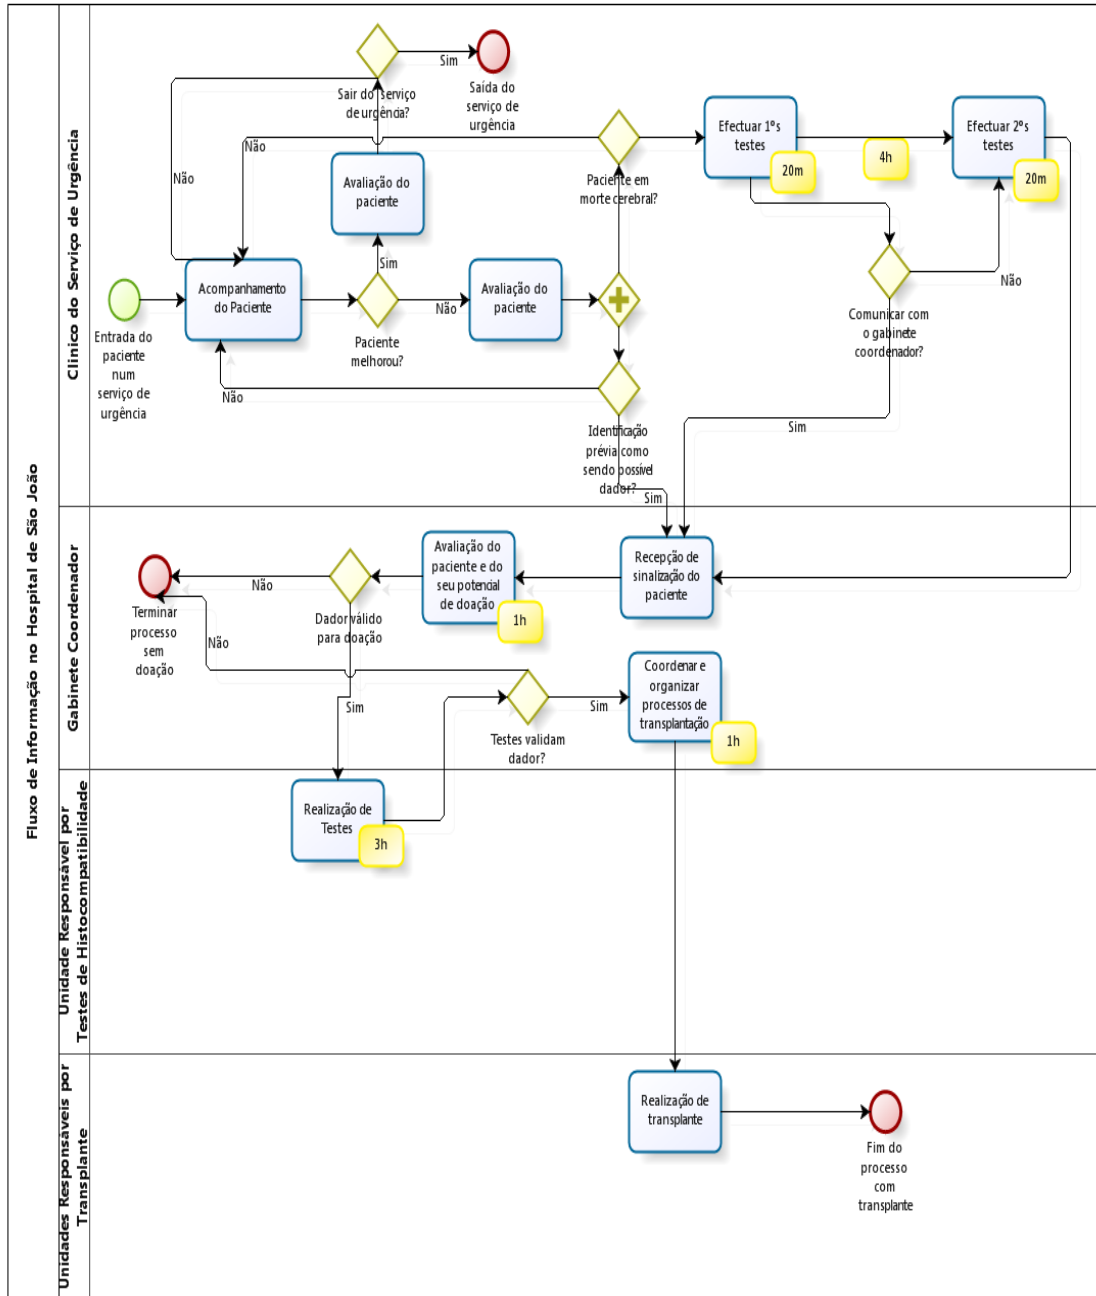 Fluxo de Informação no Hospital de São João
Clinico do Serviço de Urgência
Sim
Sair do serviço
de urgência?
Saída do
serviço de
urgência
Não
Não
Avaliação do
paciente
Paciente em
morte cerebral?
Efectuar 1ºs
testes
20m
4h
Efectuar 2ºs
testes
20m
Entrada do
paciente
num
serviço de
urgência
Acompanhamento
do Paciente
Sim
Paciente
melhorou?
Não
Avaliação do
paciente
Comunicar com
o gabinete
coordenador?
Não
Sim
Não
Identificação
prévia como
sendo possível
dador?
Sim
Gabinete Coordenador
Terminar
processo
sem
doação
Não
Não
Dador válido
para doação
Sim
Avaliação do
paciente e do
seu potencial
de doação
1h
Recepção de
sinalização do
paciente
Testes validam
dador?
Sim
Coordenar e
organizar
processos de
transplantação
1h
Unidade Responsável por
Testes de Histocompatibilidade
Realização de
Testes
3h
Unidades Responsáveis por
Transplante
Realização de
transplante
Fim do
processo
com
transplante